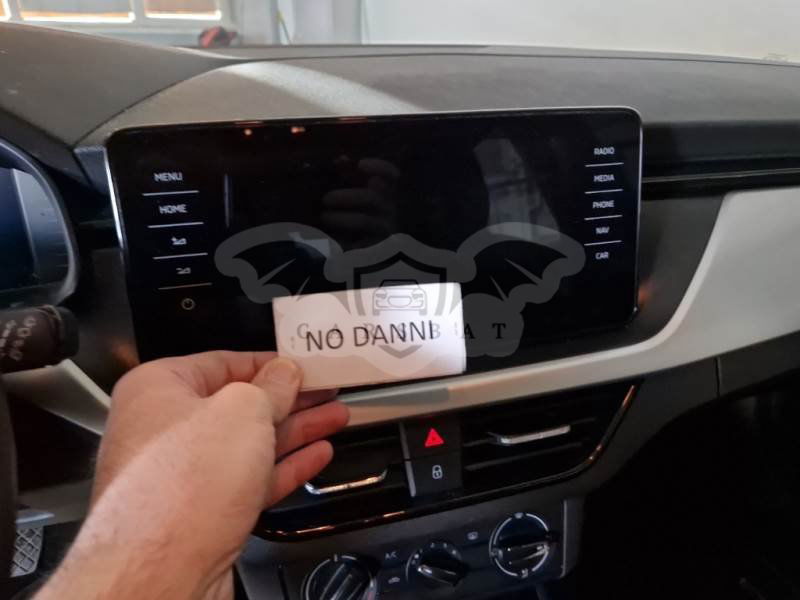 MENU
HOME
RADIO
MEDIA
PHONE
NAV
CAR
NO DANNI
A/C